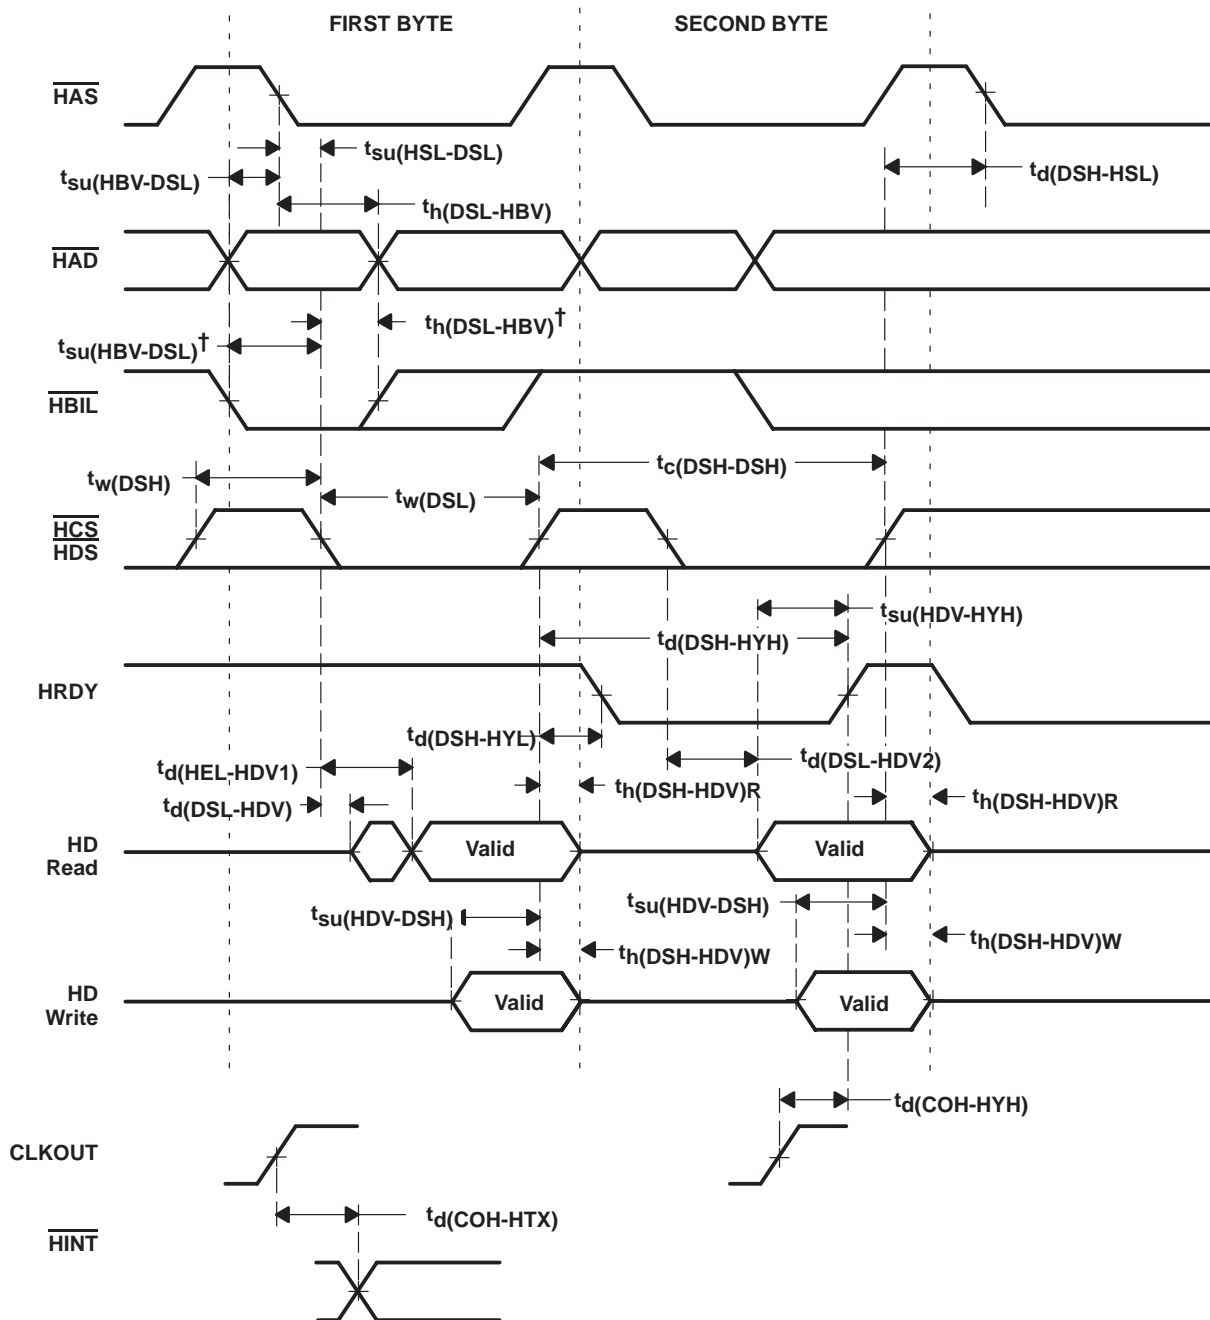 FIRST BYTE SECOND BYTE
HAS
tsu(HSL-DSL)
tsu(HBV-DSL)
td(DSH-HSL)
th(DSL-HBV)
HAD
th(DSL-HBV)†
tsu(HBV-DSL)†
HBIL
tc(DSH-DSH)
tw(DSH)
tw(DSL)
HCS
HDS
tsu(HDV-HYH)
td(DSH-HYH)
HRDY
td(DSH-HYL)
td(DSL-HDV2)
td(HEL-HDV1)
th(DSH-HDV)R
th(DSH-HDV)R
td(DSL-HDV)
HD
Read
Valid Valid
tsu(HDV-DSH)
tsu(HDV-DSH)
th(DSH-HDV)W
th(DSH-HDV)W
HD
Write
Valid Valid
td(COH-HYH)
CLKOUT
td(COH-HTX)
HINT